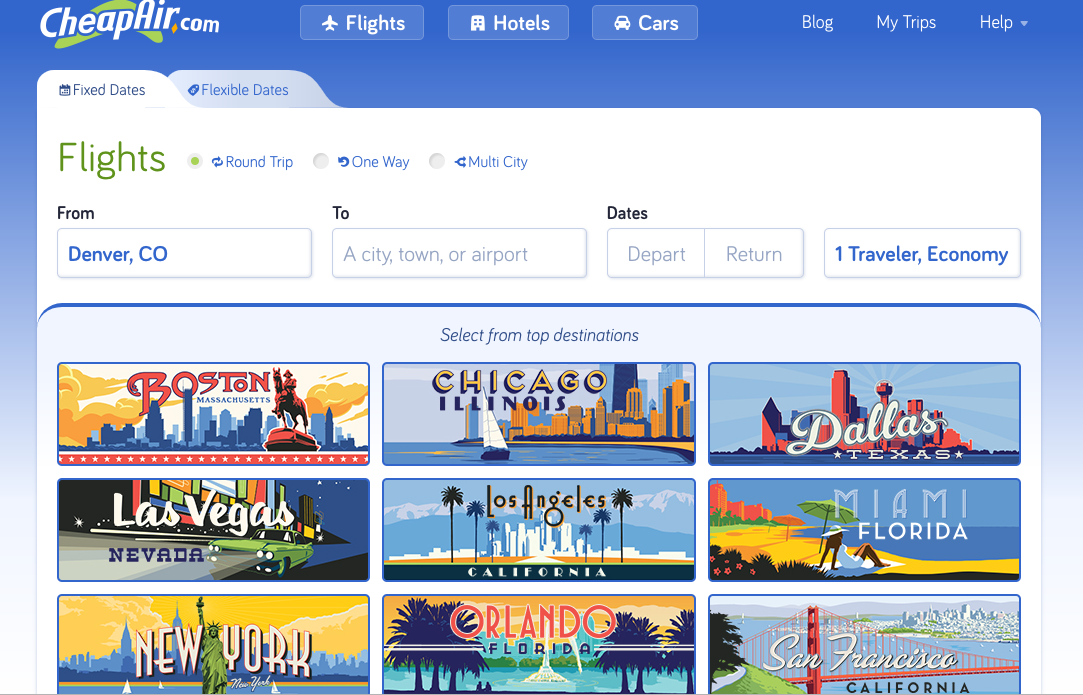 CheapAir.com
Flights
Hotels
Cars
Blog
My Trips
Help
Fixed Dates
Flexible Dates
Flights
Round Trip
One Way
Multi City
From
To
Dates
Denver, CO
A city, town, or airport
Depart
Return
1 Traveler, Economy
Select from top destinations
BOSTON
MASSACHUSETTS
CHICAGO
ILLINOIS
Dallas
TEXAS
Las Vegas
NEVADA
Los Angeles
CALIFORNIA
MIAMI
FLORIDA
NEW YORK
New York
ORLANDO
FLORIDA
San Francisco
CALIFORNIA